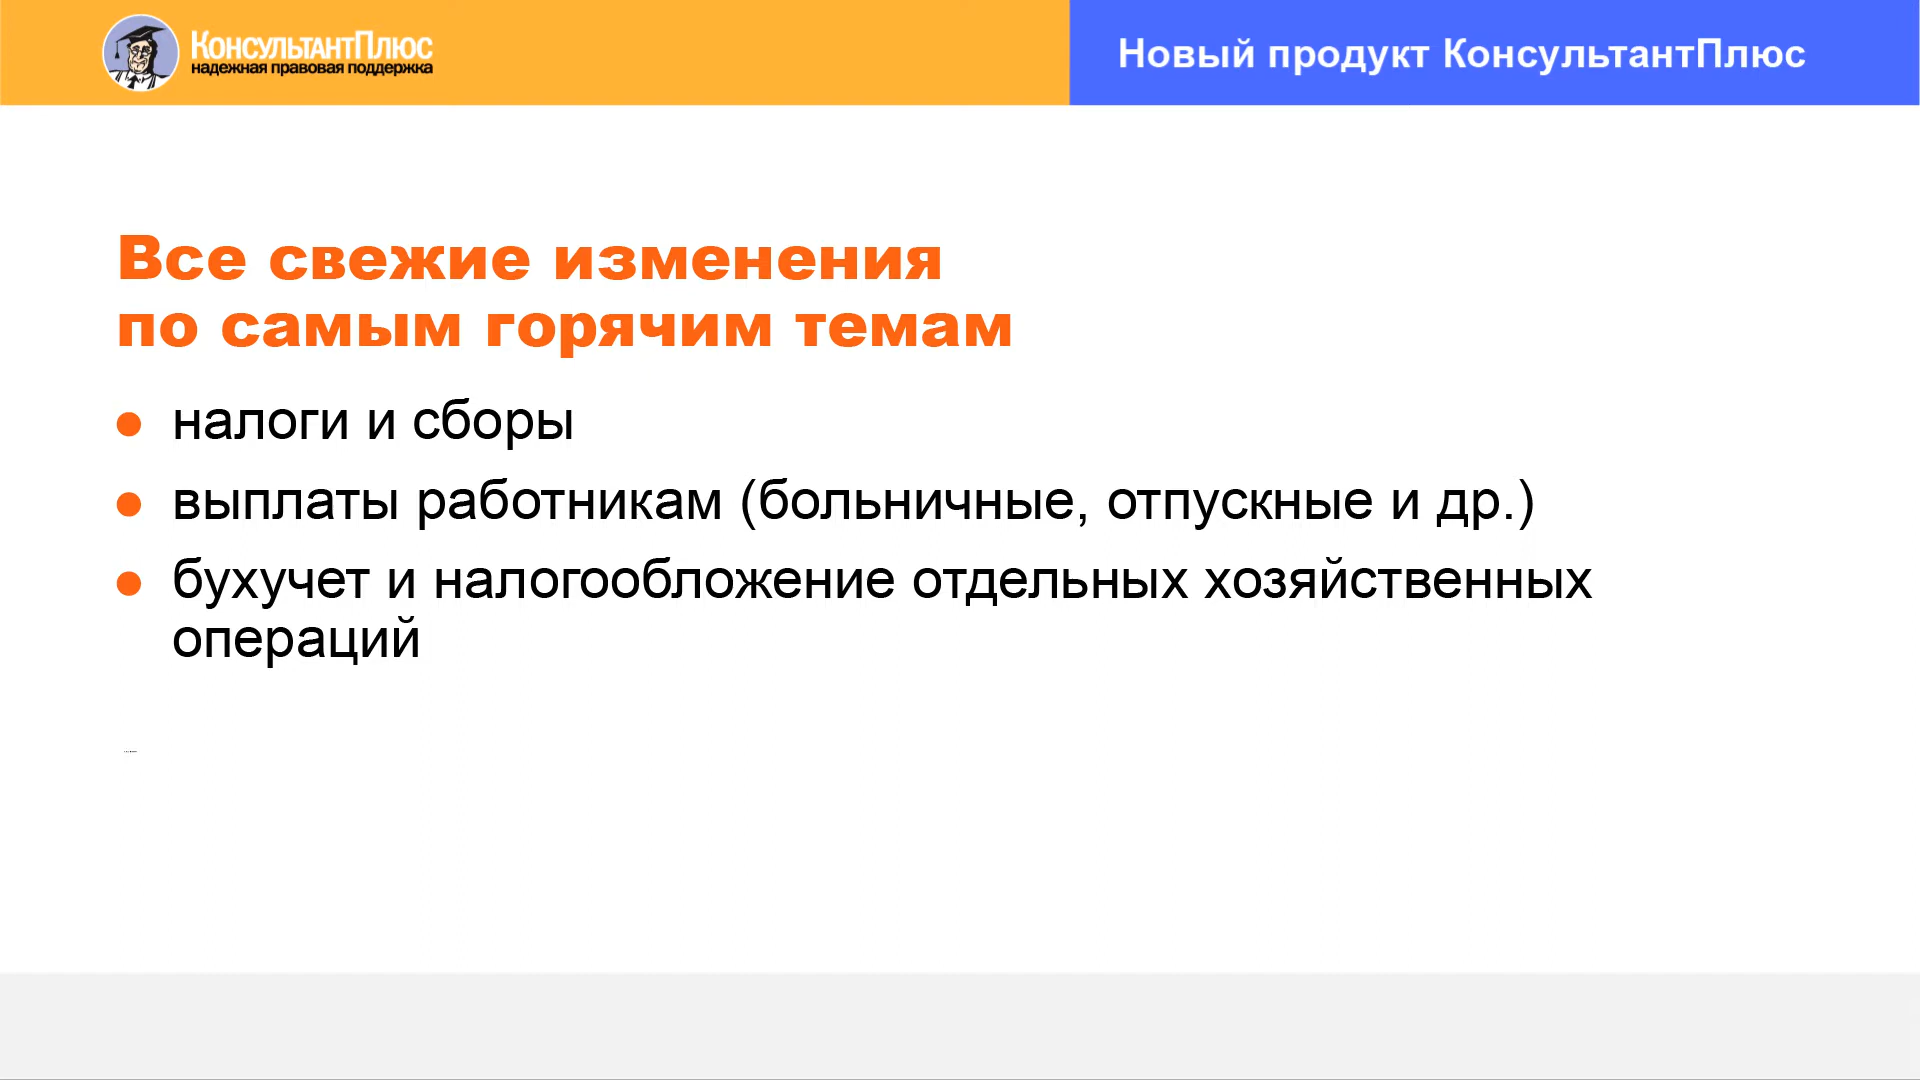 КонсультантПлюс
надежная правовая поддержка
Новый продукт КонсультантПлюс
Все свежие изменения
по самым горячим темам
налоги и сборы
выплаты работникам (больничные, отпускные и др.)
бухучет и налогообложение отдельных хозяйственных
операций